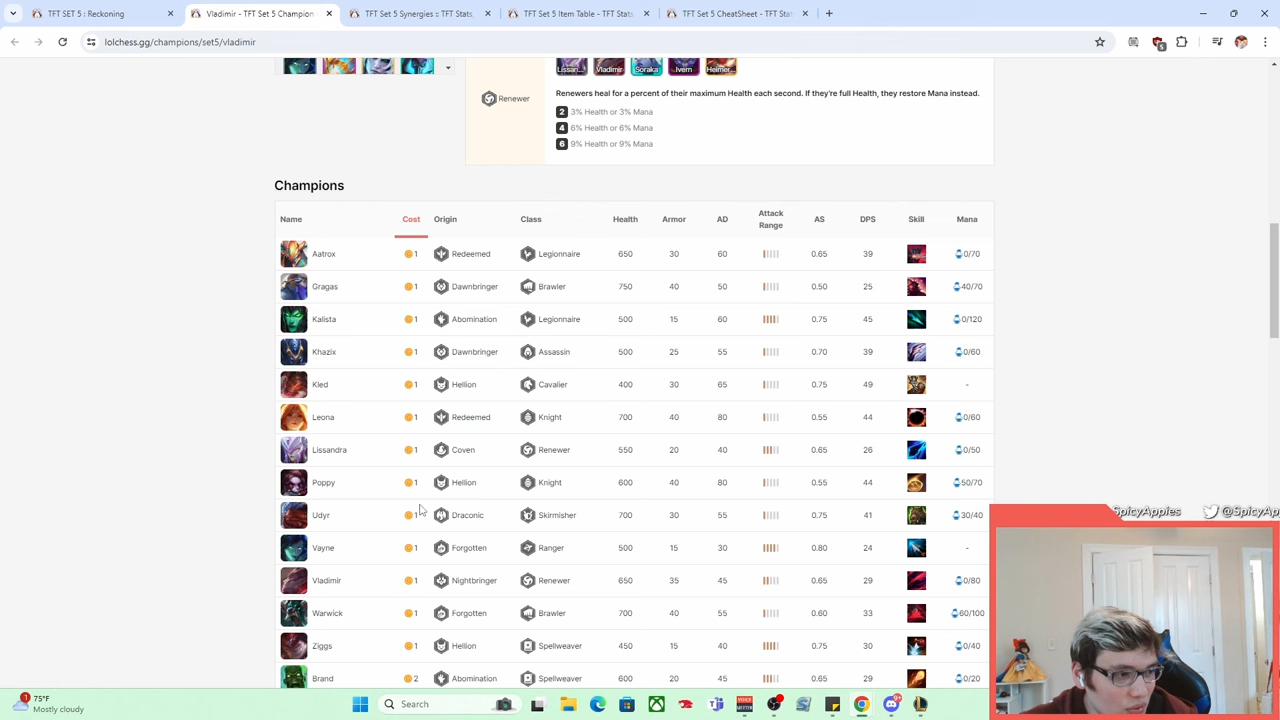 TFT SET 5 : Reckoning
Vladimir - TFT Set 5 Champion
TFT Set 5 Synergies :: TFT Stats,
TFT Set 5 Item Table - TFT Stats
TFT SET 5 CheatSheet - TFT Stats
lolchess.gg/champions/set5/vladimir
5
Lissan... Vladimir Soraka Ivern Heimer...
Renewer
Renewers heal for a percent of their maximum Health each second. If they're full Health, they restore Mana instead.
2 3% Health or 3% Mana
4 6% Health or 6% Mana
6 9% Health or 9% Mana
Champions
Name Cost Origin Class Health Armor AD Attack Range AS DPS Skill Mana
Aatrox 1 Redeemed Legionnaire 650 30 60 0.65 39 0/70
Gragas 1 Dawnbringer Brawler 750 40 50 0.50 25 40/70
Kalista 1 Abomination Legionnaire 500 15 60 0.75 45 0/120
Khazix 1 Dawnbringer Assassin 500 25 55 0.70 39 0/60
Kled 1 Hellion Cavalier 400 30 65 0.75 49 -
Leona 1 Redeemed Knight 700 40 80 0.55 44 0/60
Lissandra 1 Coven Renewer 550 20 40 0.65 26 0/50
Poppy 1 Hellion Knight 600 40 80 0.55 44 50/70
Udyr 1 Draconic Skirmisher 700 30 55 0.75 41 30/40
Vayne 1 Forgotten Ranger 500 15 30 0.80 24 -
Vladimir 1 Nightbringer Renewer 650 35 45 0.65 29 0/80
Warwick 1 Forgotten Brawler 700 40 55 0.60 33 60/100
Ziggs 1 Hellion Spellweaver 450 15 40 0.75 30 0/40
Brand 2 Abomination Spellweaver 600 20 45 0.65 29 0/20
SpicyApples @SpicyAp
1
75°F
Mostly cloudy
Search